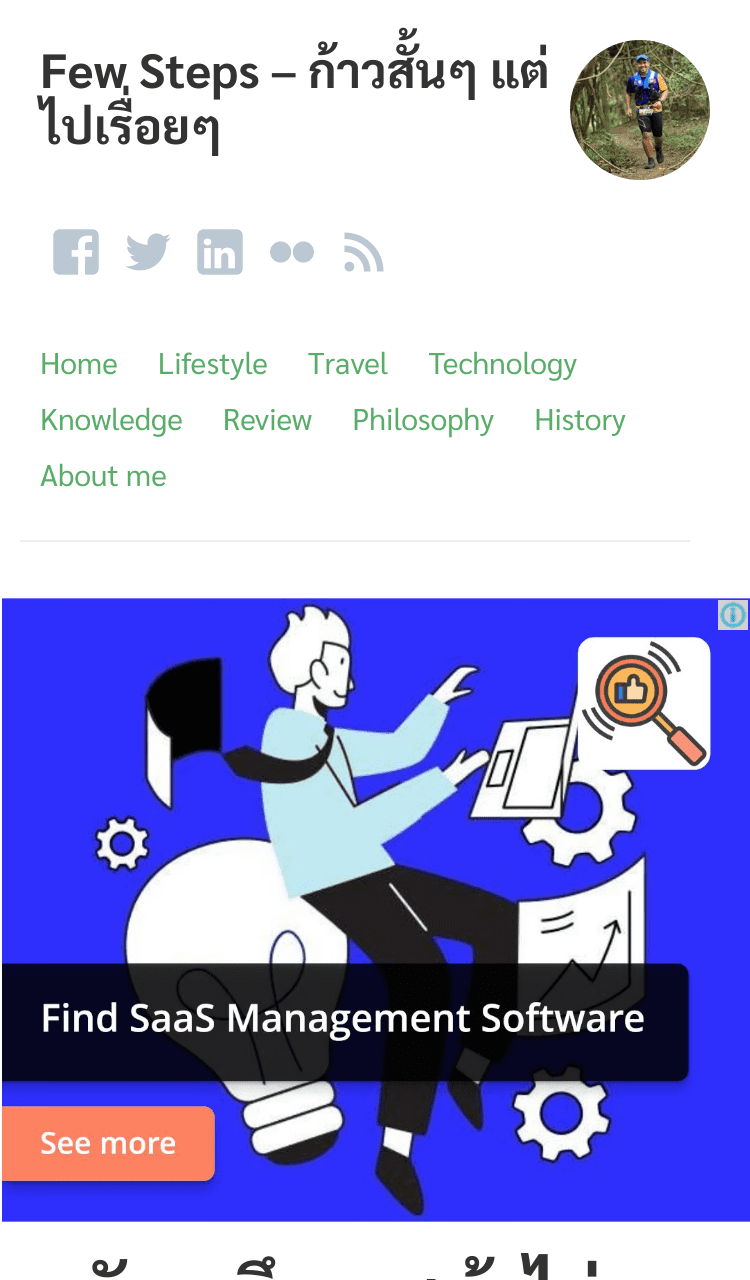 Few Steps – ก้าวสั้นๆ แต่
ไปเรื่อยๆ
Home Lifestyle Travel Technology
Knowledge Review Philosophy History
About me
Find SaaS Management Software
See more